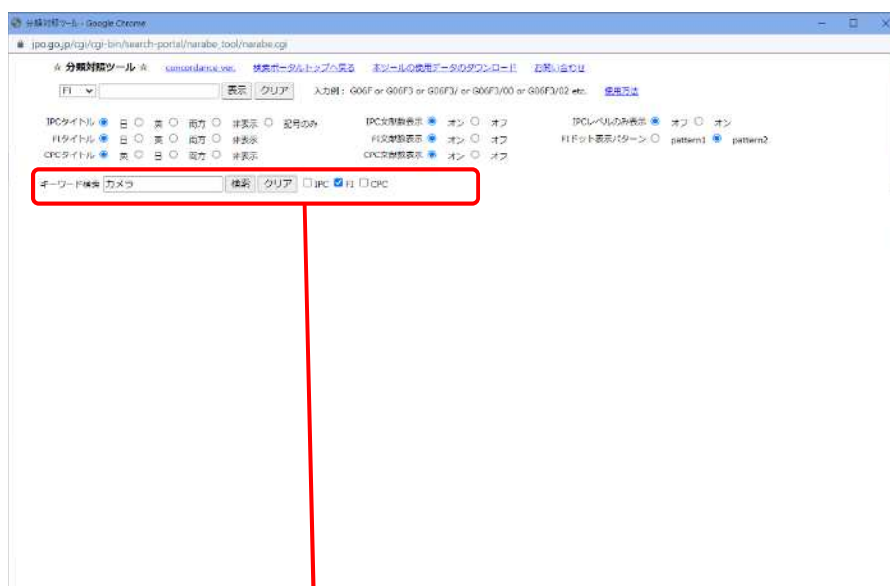 分類対照ツール - Google Chrome
jpo.go.jp/cgi/cgi-bin/search-portal/narabe_tool/narabe.cgi
☆ 分類対照ツール ☆ concordance ver. 検索ポータルトップへ戻る 本ツールの使用データのダウンロード お問い合わせ
FI 表示 クリア 入力例： G06F or G06F3 or G06F3/ or G06F3/00 or G06F3/02 etc. 使用方法
IPCタイトル 日 英 両方 非表示 記号のみ IPC文献数表示 オン オフ IPCレベルのみ表示 オフ オン
FIタイトル 日 英 両方 非表示 FI文献数表示 オン オフ FIドット表示パターン pattern1 pattern2
CPCタイトル 英 日 両方 非表示 CPC文献数表示 オン オフ
キーワード検索 カメラ 検索 クリア IPC FI CPC